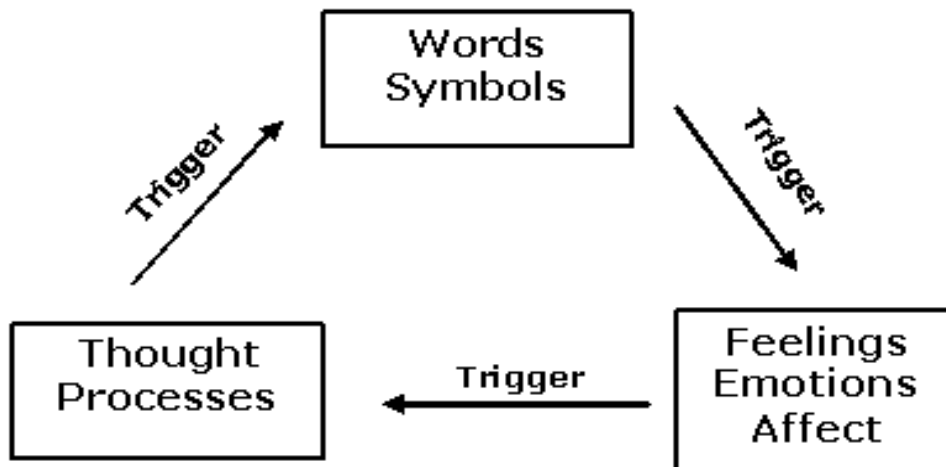 Words
Symbols
Trigger
Trigger
Thought
Processes
Trigger
Feelings
Emotions
Affect